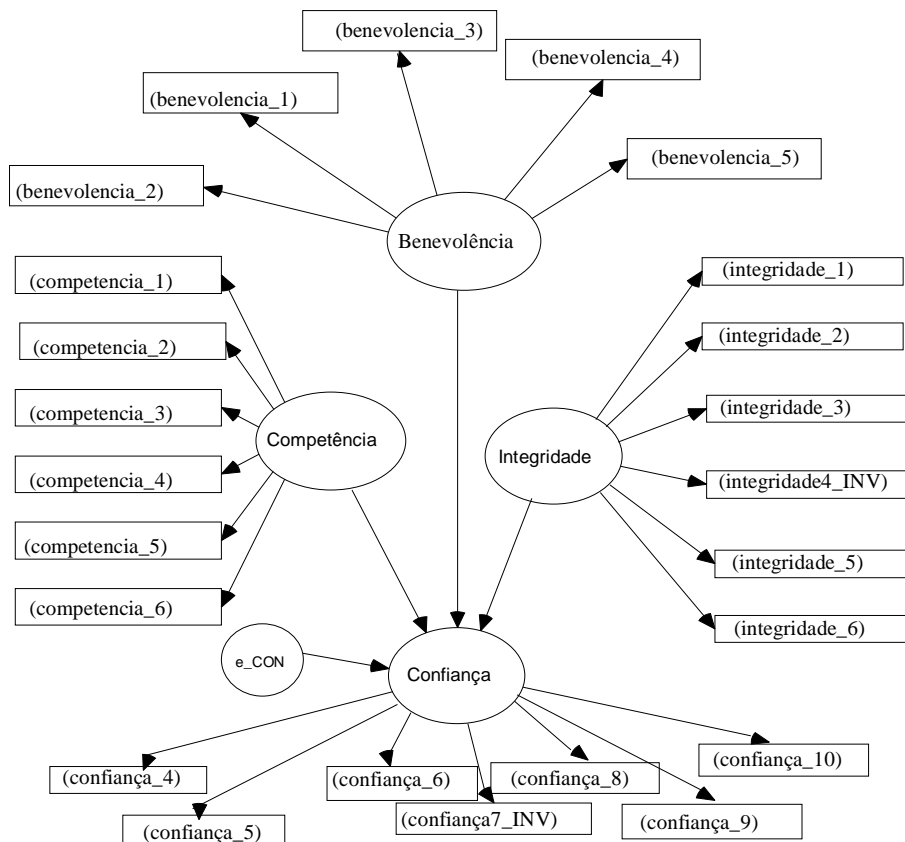 (benevolencia_3)
(benevolencia_4)
(benevolencia_1)
(benevolencia_5)
(benevolencia_2)
Benevolência
(competencia_1)
(integridade_1)
(competencia_2)
(integridade_2)
(competencia_3)
(integridade_3)
Competência
Integridade
(competencia_4)
(integridade4_INV)
(competencia_5)
(integridade_5)
(competencia_6)
(integridade_6)
e_CON
Confiança
(confiança_4)
(confiança_6)
(confiança_8)
(confiança_10)
(confiança_5)
(confiança7_INV)
(confiança_9)